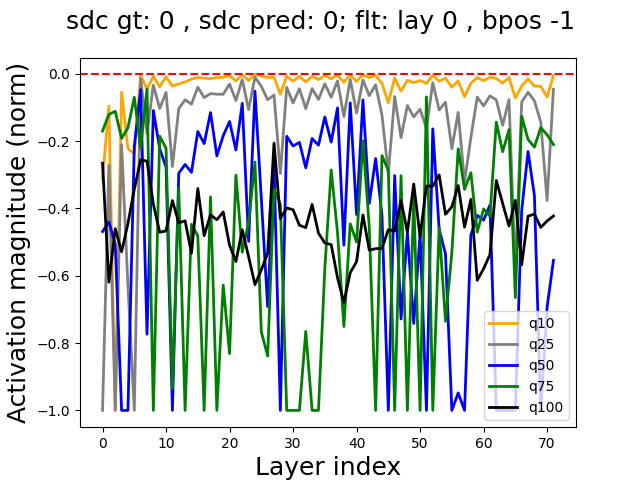 sdc gt: 0 , sdc pred: 0; flt: lay 0 , bpos -1
Activation magnitude (norm)
0.0
−0.2
−0.4
−0.6
−0.8
−1.0
0 10 20 30 40 50 60 70
Layer index
q10
q25
q50
q75
q100